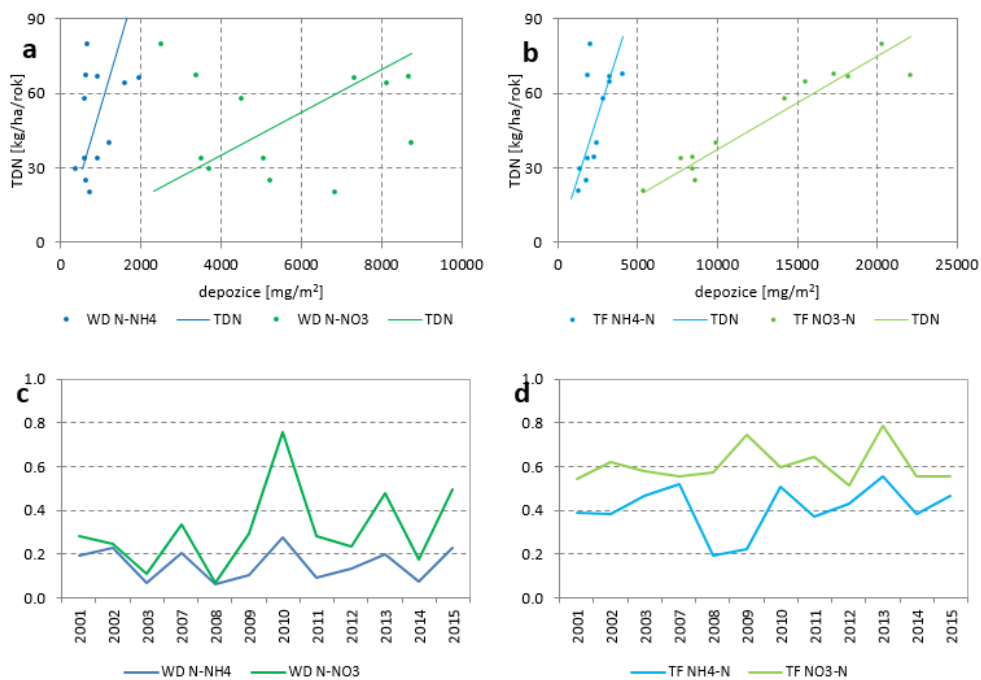 a
TDN [kg/ha/rok]
90
60
30
0
0 2000 4000 6000 8000 10000
depozice [mg/m²]
WD N-NH4 TDN WD N-NO3 TDN
b
TDN [kg/ha/rok]
90
60
30
0
0 5000 10000 15000 20000 25000
depozice [mg/m²]
TF NH4-N TDN TF NO3-N TDN
c
1.0
0.8
0.6
0.4
0.2
0.0
2001 2002 2003 2007 2008 2009 2010 2011 2012 2013 2014 2015
WD N-NH4 WD N-NO3
d
1.0
0.8
0.6
0.4
0.2
0.0
2001 2002 2003 2007 2008 2009 2010 2011 2012 2013 2014 2015
TF NH4-N TF NO3-N